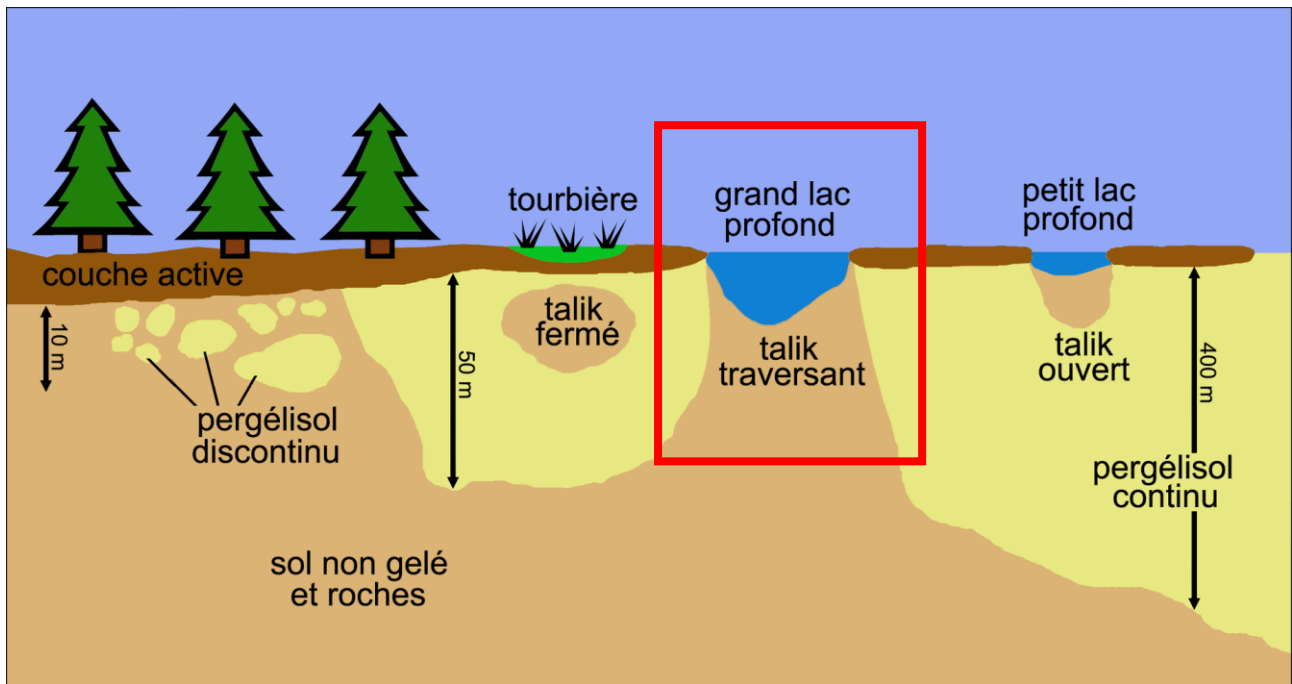 tourbière
grand lac
profond
petit lac
profond
couche active
10 m
pergélisol
discontinu
50 m
talik
fermé
talik
traversant
talik
ouvert
400 m
pergélisol
continu
sol non gelé
et roches